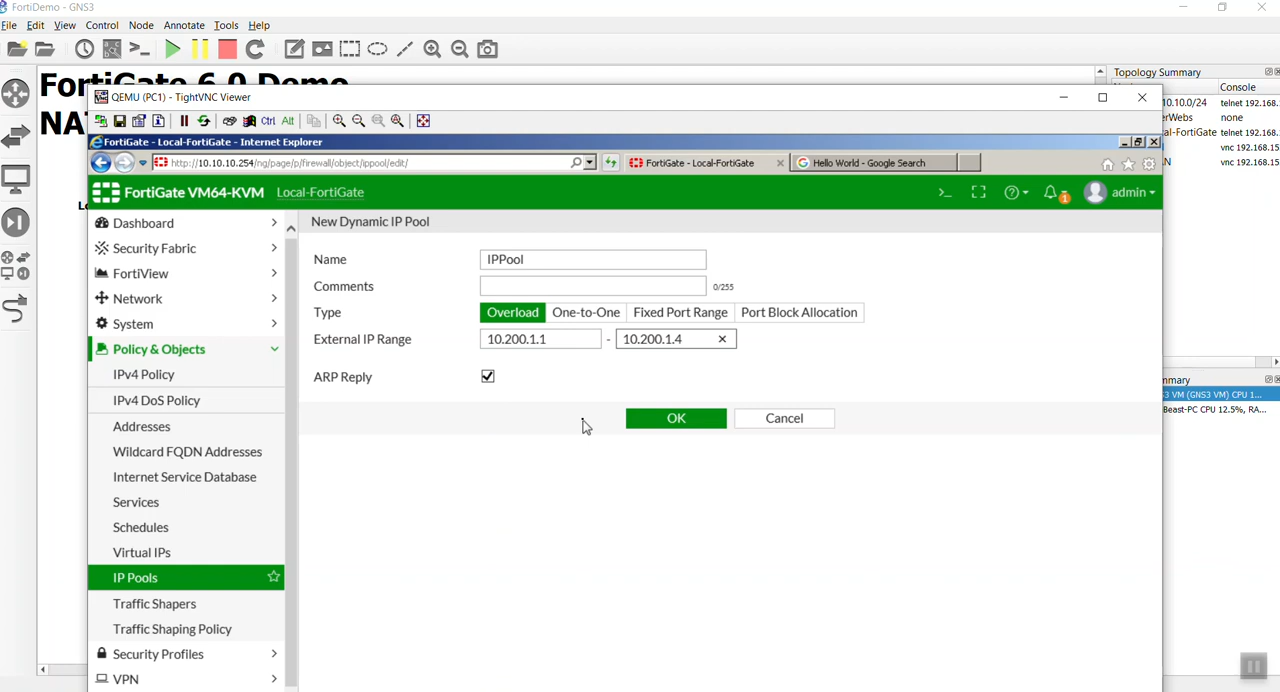 FortiDemo - GNS3
File Edit View Control Node Annotate Tools Help
FortiGate 6.0 Demo
NA
Topology Summary
Console
10.10.0/24 telnet 192.168.
rWebs none
al-FortiGate telnet 192.168.
vnc 192.168.15
N vnc 192.168.15
QEMU (PC1) - TightVNC Viewer
Ctrl Alt
FortiGate - Local-FortiGate - Internet Explorer
http://10.10.10.254/ng/page/p/firewall/object/ippool/edit/
FortiGate - Local-FortiGate
Hello World - Google Search
FortiGate VM64-KVM Local-FortiGate
>_
1
admin
Dashboard
Security Fabric
FortiView
Network
System
Policy & Objects
IPv4 Policy
IPv4 DoS Policy
Addresses
Wildcard FQDN Addresses
Internet Service Database
Services
Schedules
Virtual IPs
IP Pools
Traffic Shapers
Traffic Shaping Policy
Security Profiles
VPN
New Dynamic IP Pool
Name IPPool
Comments 0/255
Type Overload One-to-One Fixed Port Range Port Block Allocation
External IP Range 10.200.1.1 - 10.200.1.4
ARP Reply
OK Cancel
mmary
3 VM (GNS3 VM) CPU 1...
Beast-PC CPU 12.5%, RA...